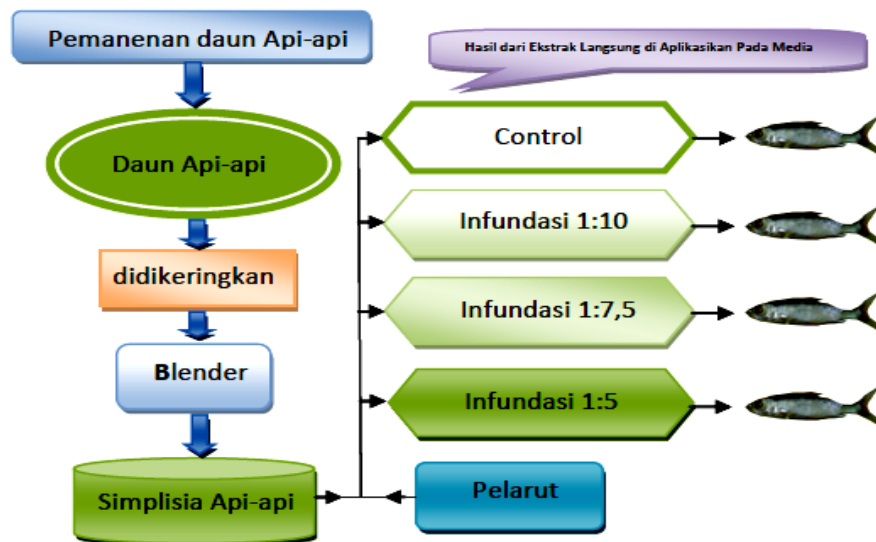 Pemanenan daun Api-api
Hasil dari Ekstrak Langsung di Aplikasikan Pada Media
Daun Api-api
didikeringkan
Blender
Simplisia Api-api
Control
Infundasi 1:10
Infundasi 1:7,5
Infundasi 1:5
Pelarut